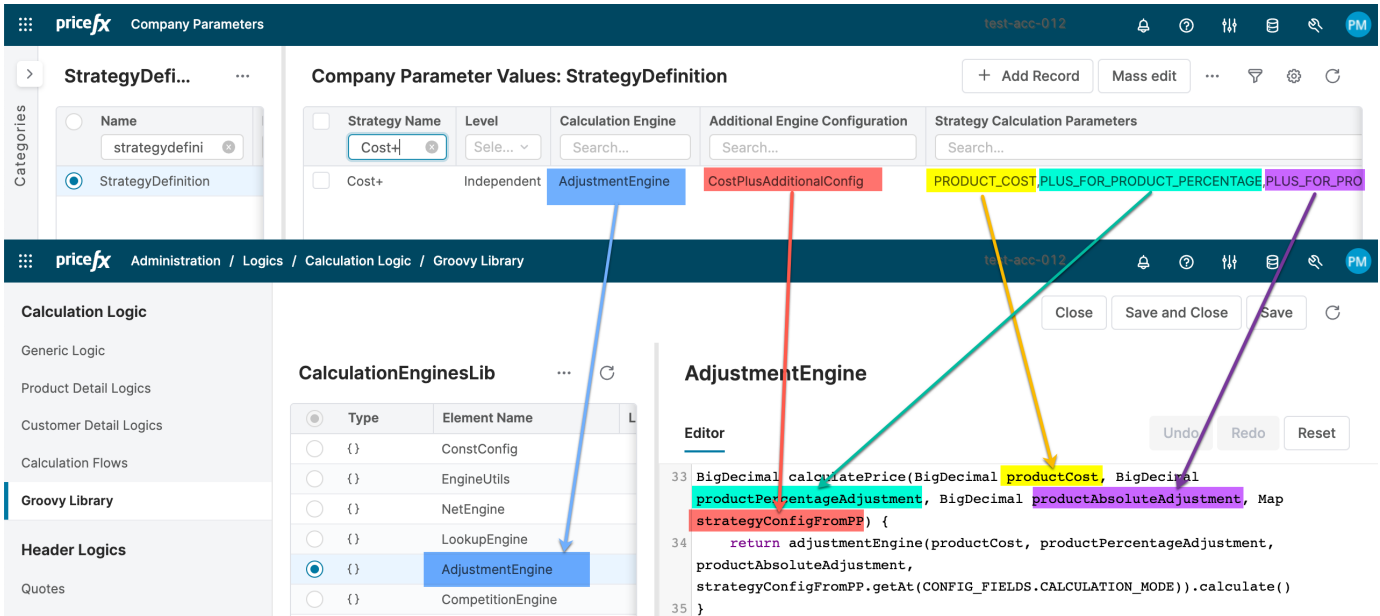 pricefx Company Parameters test-acc-012 PM
Categories
StrategyDefi... ...
Name
strategydefini
StrategyDefinition
Company Parameter Values: StrategyDefinition
+ Add Record Mass edit ...
Strategy Name Level Calculation Engine Additional Engine Configuration Strategy Calculation Parameters
Cost+ Sele... Search... Search... Search...
Cost+ Independent AdjustmentEngine CostPlusAdditionalConfig PRODUCT_COST,PLUS_FOR_PRODUCT_PERCENTAGE,PLUS_FOR_PRO
pricefx Administration / Logics / Calculation Logic / Groovy Library test-acc-012 PM
Calculation Logic
Generic Logic
Product Detail Logics
Customer Detail Logics
Calculation Flows
Groovy Library
Header Logics
Quotes
Close Save and Close Save
CalculationEnginesLib ...
Type Element Name L
{} ConstConfig
{} EngineUtils
{} NetEngine
{} LookupEngine
{} AdjustmentEngine
{} CompetitionEngine
AdjustmentEngine
Editor Undo Redo Reset
33 BigDecimal calculatePrice(BigDecimal productCost, BigDecimal
productPercentageAdjustment, BigDecimal productAbsoluteAdjustment, Map
strategyConfigFromPP) {
34 return adjustmentEngine(productCost, productPercentageAdjustment,
productAbsoluteAdjustment,
strategyConfigFromPP.getAt(CONFIG_FIELDS.CALCULATION_MODE)).calculate()
35 }